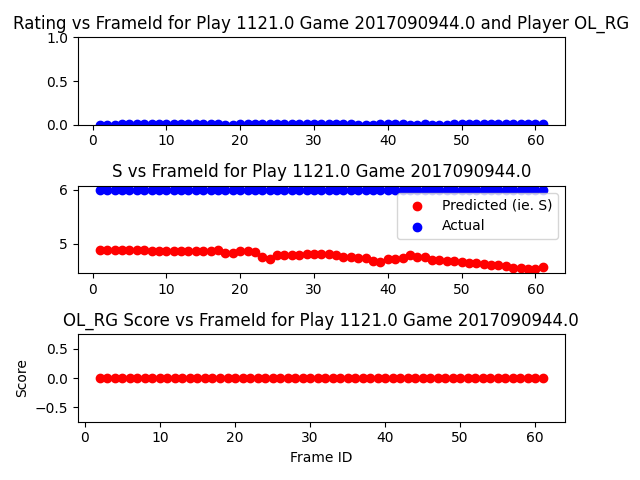 Rating vs FrameId for Play 1121.0 Game 2017090944.0 and Player OL_RG
1.0
0.5
0.0
0 10 20 30 40 50 60
S vs FrameId for Play 1121.0 Game 2017090944.0
6
5
Predicted (ie. S)
Actual
0 10 20 30 40 50 60
OL_RG Score vs FrameId for Play 1121.0 Game 2017090944.0
Score
0.5
0.0
−0.5
0 10 20 30 40 50 60
Frame ID